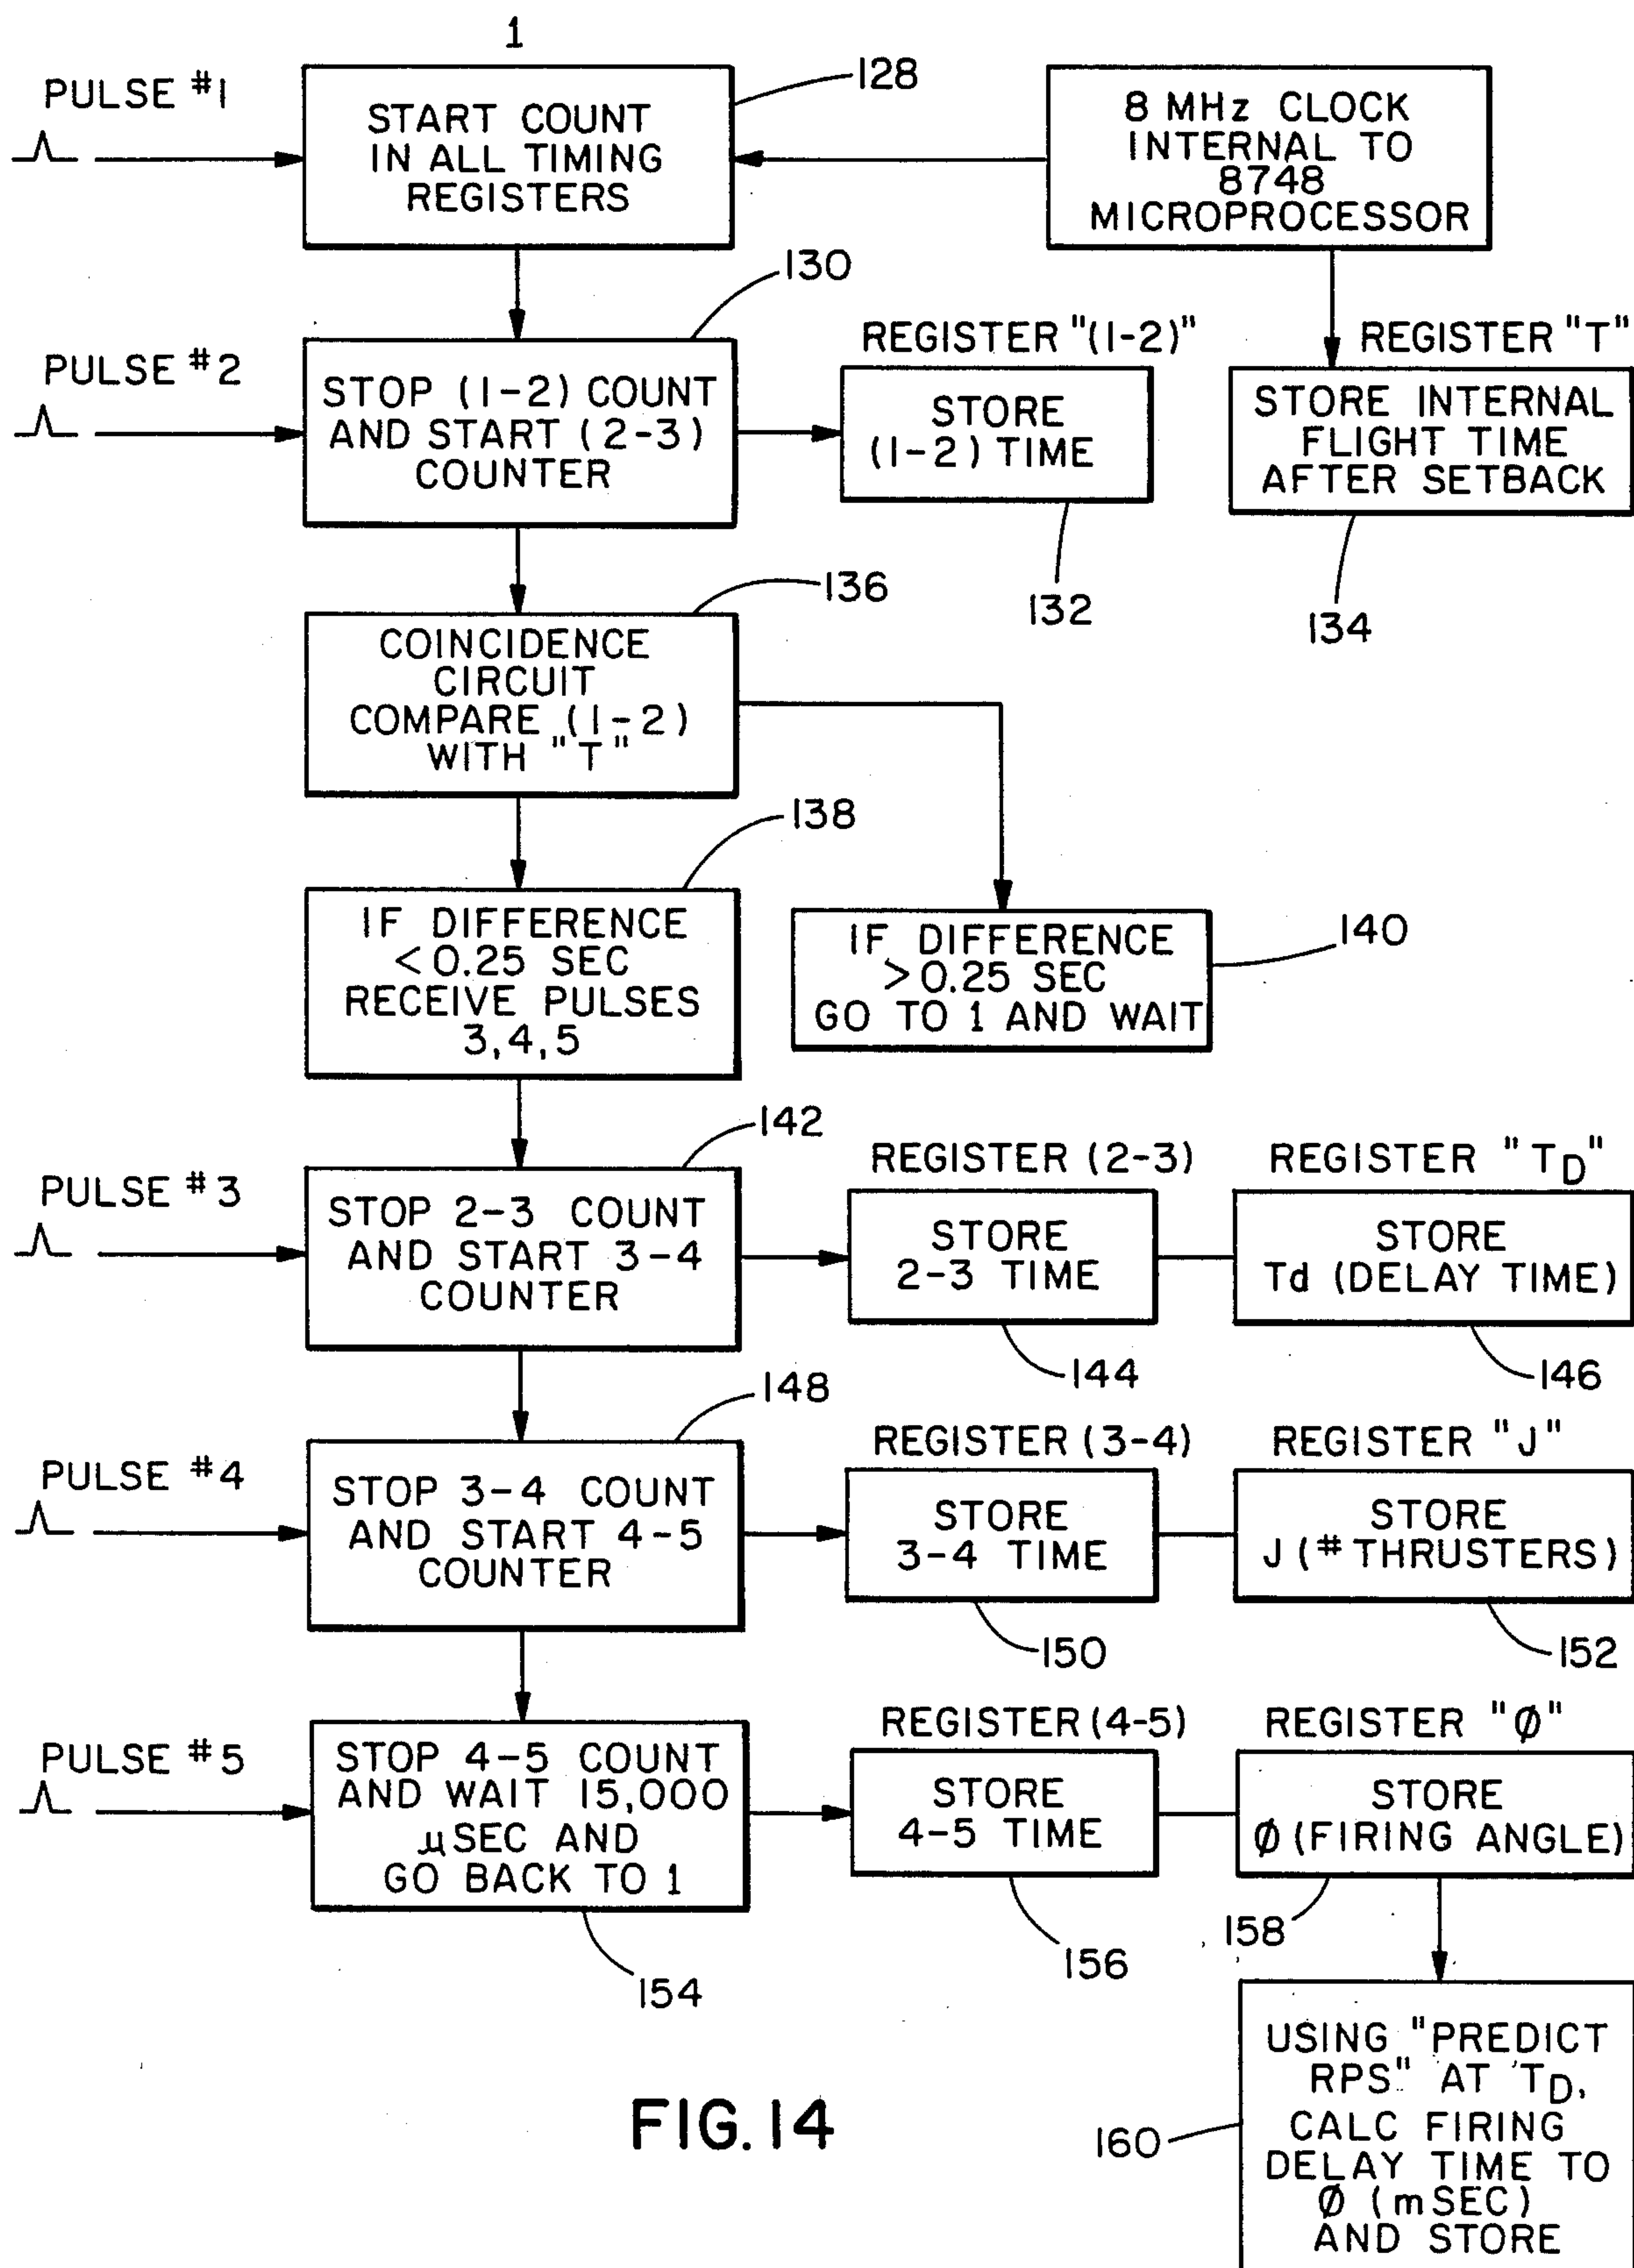 1
PULSE #1
START COUNT
IN ALL TIMING
REGISTERS
128
8 MHz CLOCK
INTERNAL TO
8748
MICROPROCESSOR
130
PULSE #2
STOP (1-2) COUNT
AND START (2-3)
COUNTER
REGISTER "(1-2)"
STORE
(1-2) TIME
132
REGISTER "T"
STORE INTERNAL
FLIGHT TIME
AFTER SETBACK
134
136
COINCIDENCE
CIRCUIT
COMPARE (1-2)
WITH "T"
138
IF DIFFERENCE
<0.25 SEC
RECEIVE PULSES
3,4,5
IF DIFFERENCE
>0.25 SEC
GO TO 1 AND WAIT
140
142
PULSE #3
STOP 2-3 COUNT
AND START 3-4
COUNTER
REGISTER (2-3)
STORE
2-3 TIME
144
REGISTER "TD"
STORE
Td (DELAY TIME)
146
148
PULSE #4
STOP 3-4 COUNT
AND START 4-5
COUNTER
REGISTER (3-4)
STORE
3-4 TIME
150
REGISTER "J"
STORE
J (# THRUSTERS)
152
PULSE #5
STOP 4-5 COUNT
AND WAIT 15,000
μSEC AND
GO BACK TO 1
154
REGISTER (4-5)
STORE
4-5 TIME
156
REGISTER "Ø"
STORE
Ø (FIRING ANGLE)
158
USING "PREDICT
RPS" AT TD,
CALC FIRING
DELAY TIME TO
Ø (mSEC)
AND STORE
160
FIG. 14